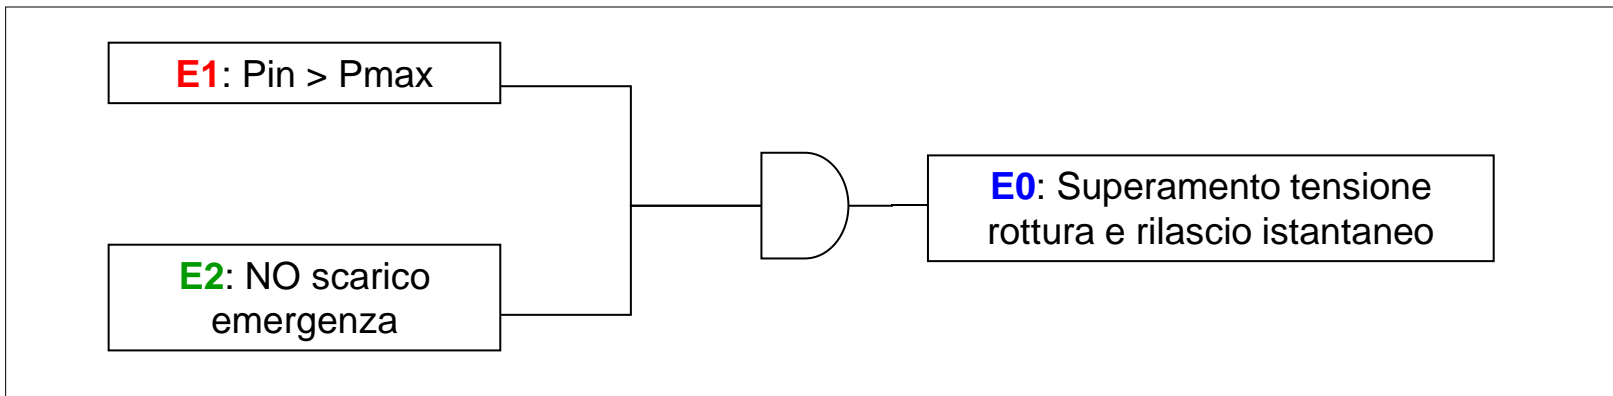 E1: Pin > Pmax
E2: NO scarico
emergenza
E0: Superamento tensione
rottura e rilascio istantaneo